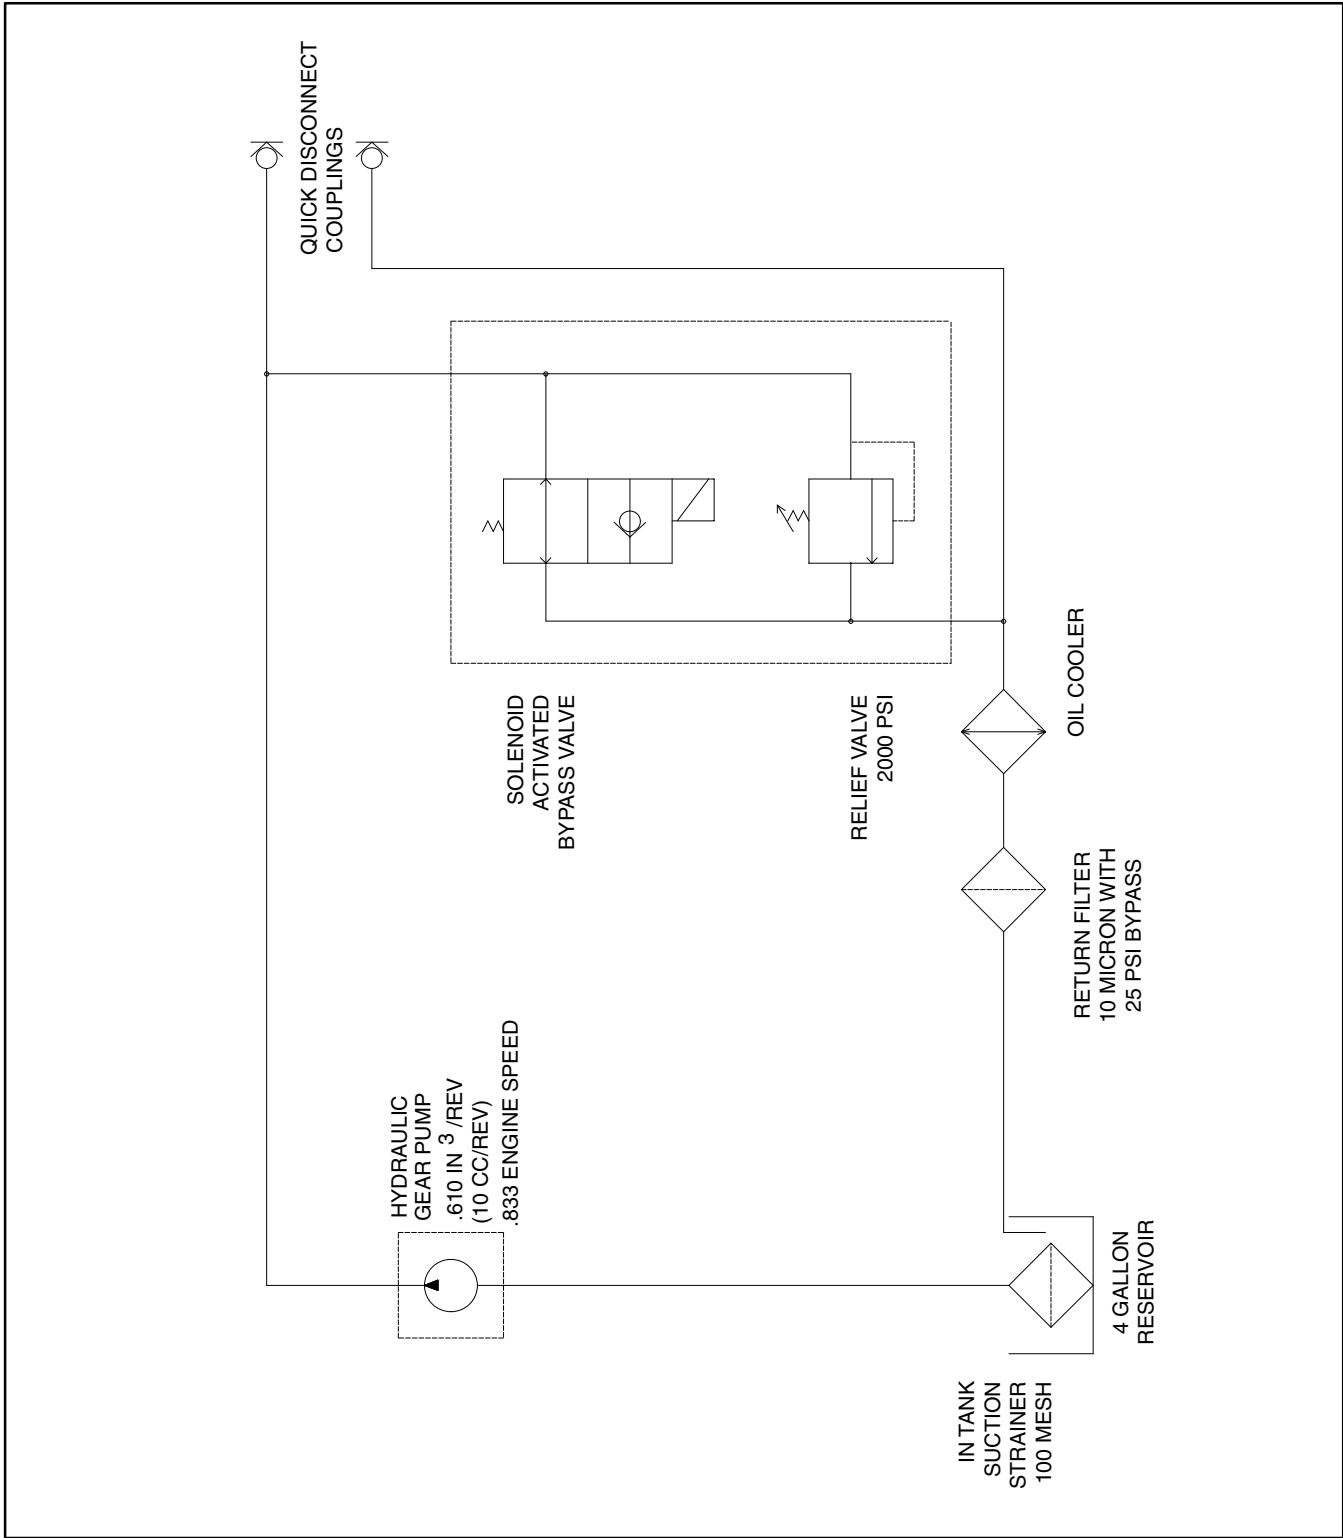 QUICK DISCONNECT
COUPLINGS
SOLENOID
ACTIVATED
BYPASS VALVE
RELIEF VALVE
2000 PSI
OIL COOLER
RETURN FILTER
10 MICRON WITH
25 PSI BYPASS
HYDRAULIC
GEAR PUMP
.610 IN 3 /REV
(10 CC/REV)
.833 ENGINE SPEED
4 GALLON
RESERVOIR
IN TANK
SUCTION
STRAINER
100 MESH